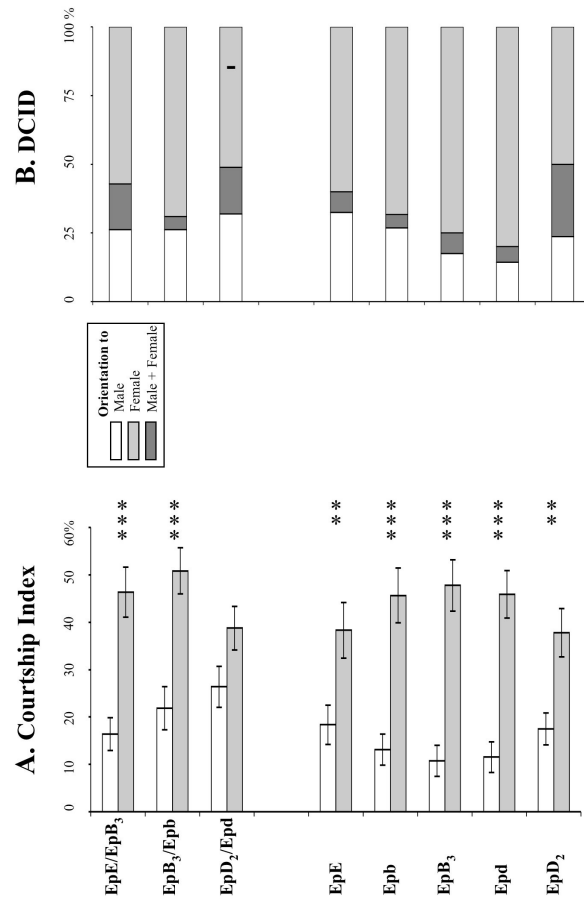 A. Courtship Index
0 10 20 30 40 50 60%
EpE/EpB₃ ***
EpB₃/Epb ***
EpD₂/Epd
EpE **
Epb ***
EpB₃ ***
Epd ***
EpD₂ **
Orientation to
Male
Female
Male + Female
B. DCID
0 25 50 75 100 %